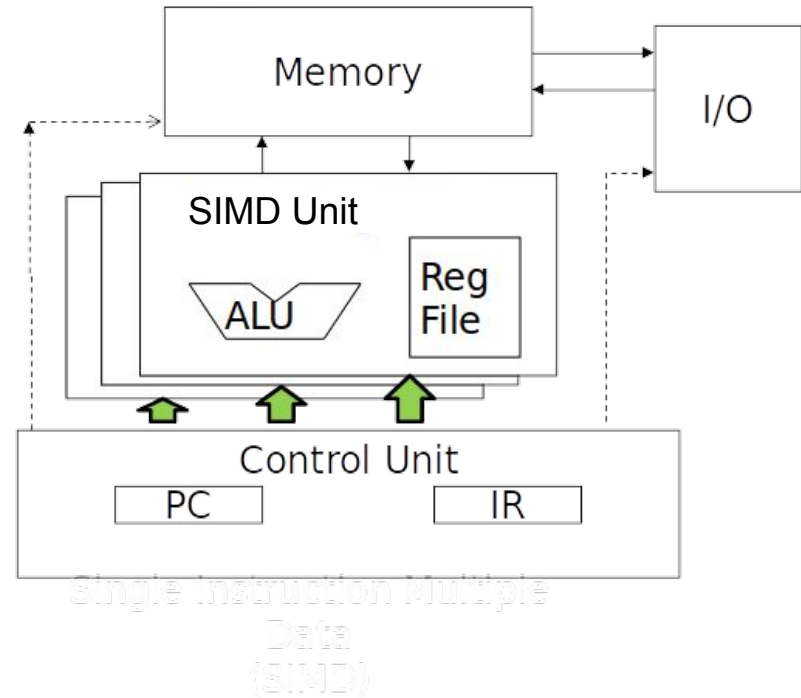 Memory
I/O
SIMD Unit
ALU
Reg
File
Control Unit
PC
IR
Single Instruction Multiple
Data
(SIMD)